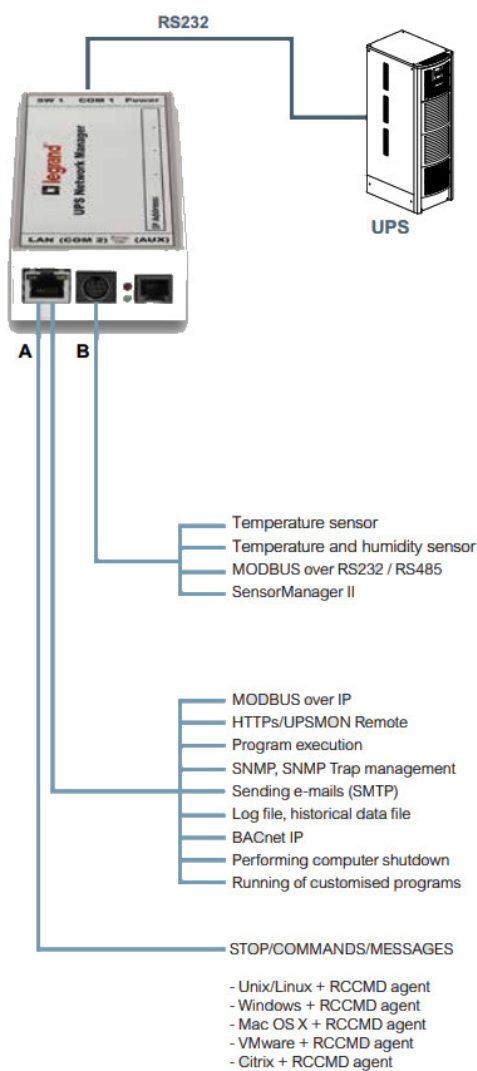 RS232
SW 1 COM 1 Power
legrand
UPS Network Manager
IP Address:
LAN (COM 2) (AUX)
UPS
A B
Temperature sensor
Temperature and humidity sensor
MODBUS over RS232 / RS485
SensorManager II
MODBUS over IP
HTTPs/UPSMON Remote
Program execution
SNMP, SNMP Trap management
Sending e-mails (SMTP)
Log file, historical data file
BACnet IP
Performing computer shutdown
Running of customised programs
STOP/COMMANDS/MESSAGES
- Unix/Linux + RCCMD agent
- Windows + RCCMD agent
- Mac OS X + RCCMD agent
- VMware + RCCMD agent
- Citrix + RCCMD agent